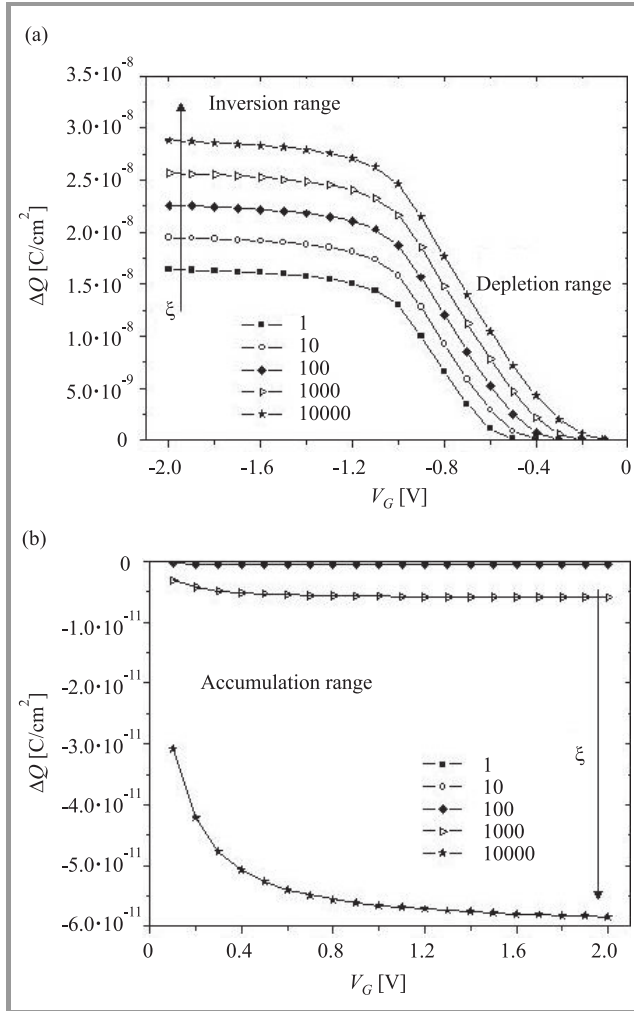 (a)
3.5·10⁻⁸
3.0·10⁻⁸
2.5·10⁻⁸
2.0·10⁻⁸
1.5·10⁻⁸
1.0·10⁻⁸
5.0·10⁻⁹
0
ΔQ [C/cm²]
Inversion range
Depletion range
ξ
1
10
100
1000
10000
-2.0 -1.6 -1.2 -0.8 -0.4 0
V_G [V]
(b)
0
-1.0·10⁻¹¹
-2.0·10⁻¹¹
-3.0·10⁻¹¹
-4.0·10⁻¹¹
-5.0·10⁻¹¹
-6.0·10⁻¹¹
ΔQ [C/cm²]
Accumulation range
ξ
1
10
100
1000
10000
0 0.4 0.8 1.2 1.6 2.0
V_G [V]